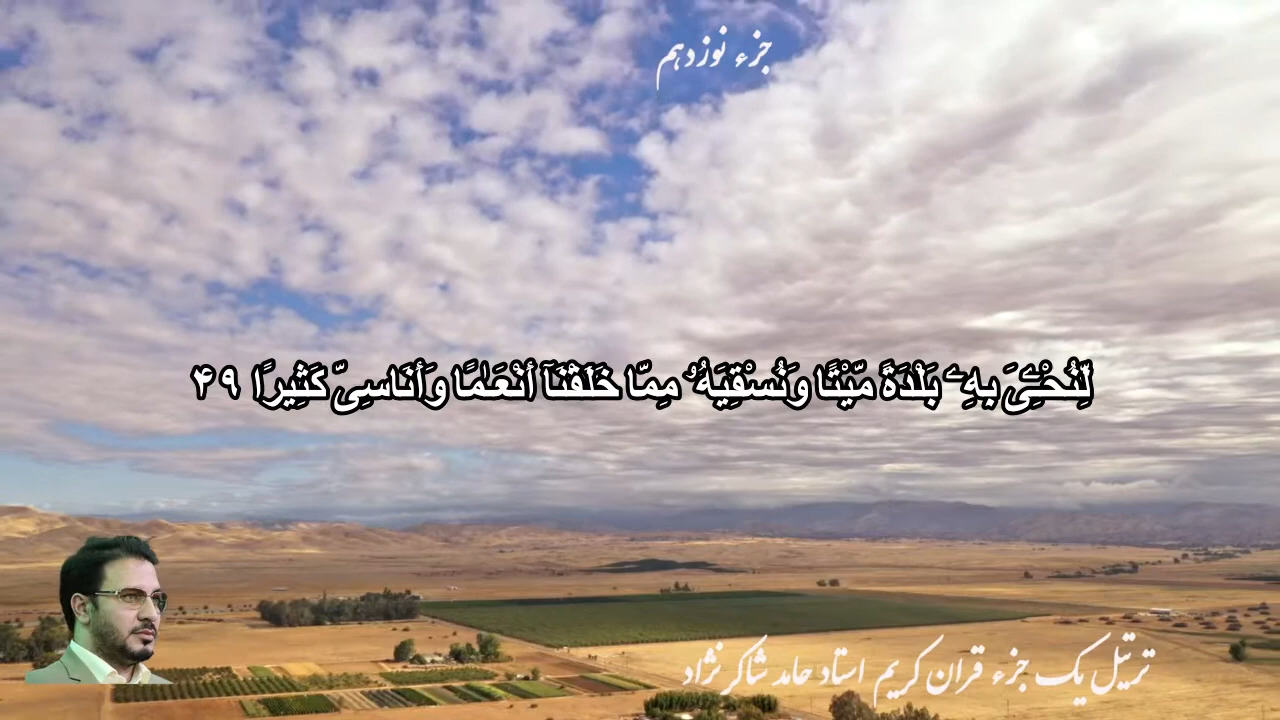 جزء نوزدهم
لِّنُحْۦِىَ بِهِۦ بَلْدَةً مَّيْتًا وَنُسْقِيَهُۥ مِمَّا خَلَقْنَآ أَنْعَـٰمًا وَأَنَاسِىَّ كَثِيرًا ۴۹
ترتیل یک جزء قران کریم استاد حامد شاکرنژاد